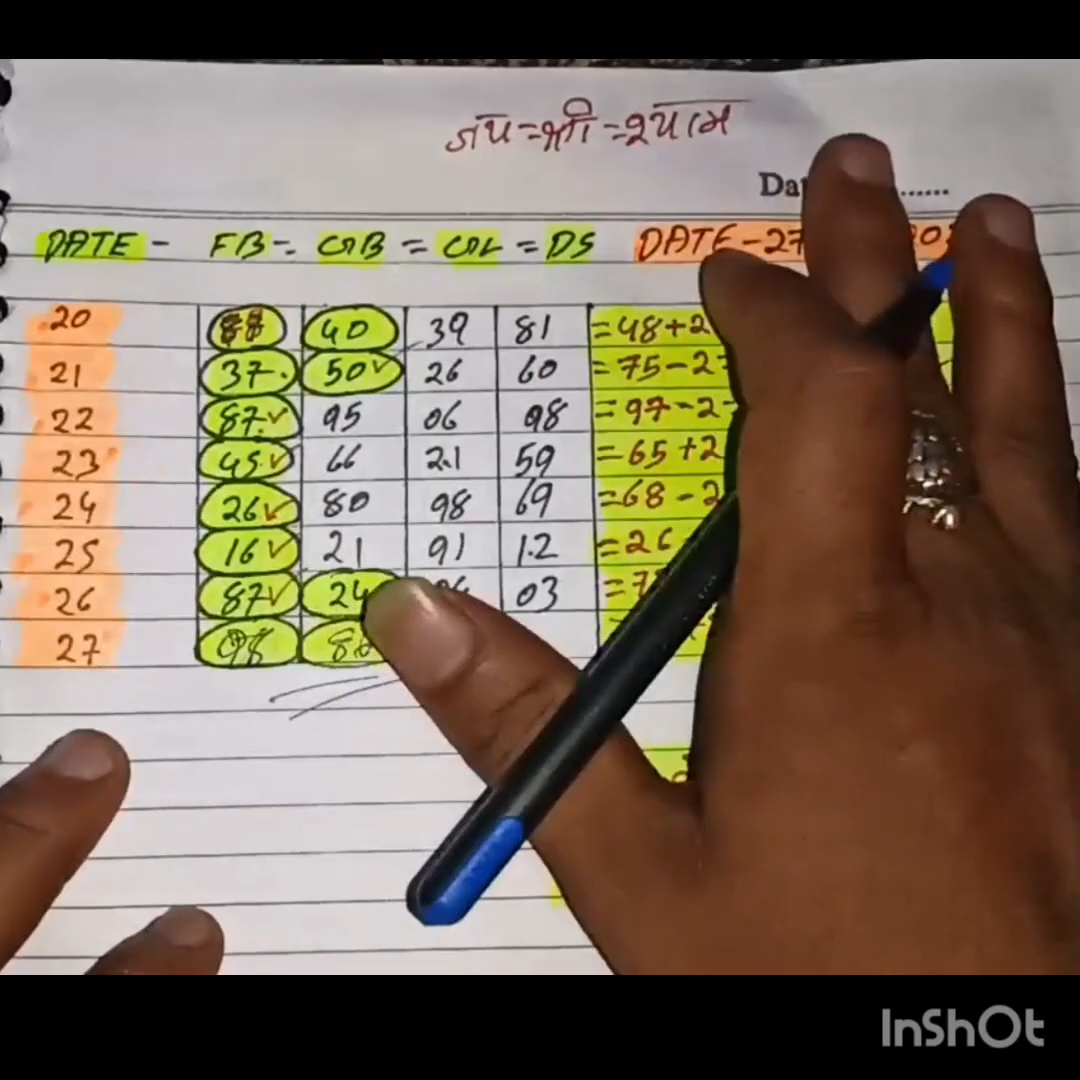 जय=श्री=श्याम
DATE - FB = GB = GL = DS DATE-27
20 88 40 39 81 =48+2
21 37. 50✓ 26 60 =75-27
22 87.✓ 95 06 98 =97-2
23 45.✓ 66 21 59 =65+2
24 26✓ 80 98 69 =68-2
25 16✓ 21 91 12 =26
26 87✓ 24 03
27 98
InShOt